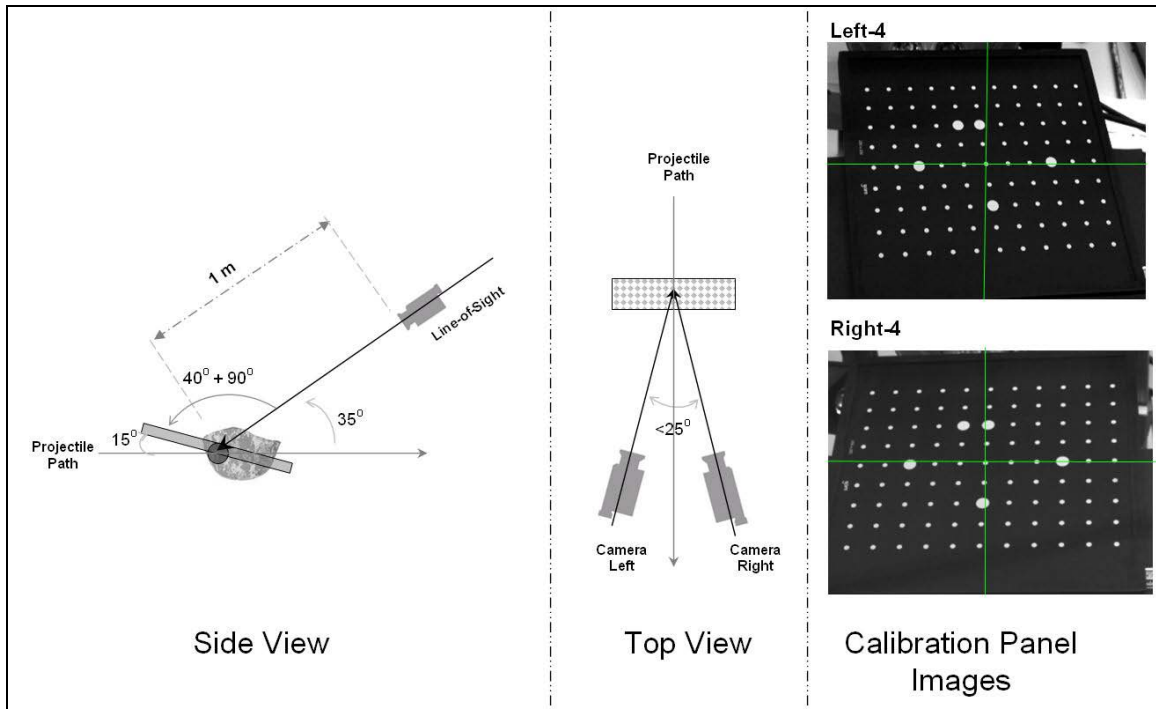 1 m
Line-of-Sight
40⁰ + 90⁰
35⁰
15⁰
Projectile
Path
Side View
Projectile
Path
<25⁰
Camera
Left
Camera
Right
Top View
Left-4
Right-4
Calibration Panel
Images